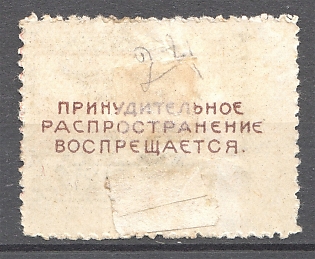 ПРИНУДИТЕЛЬНОЕ
РАСПРОСТРАНЕНИЕ
ВОСПРЕЩАЕТСЯ.